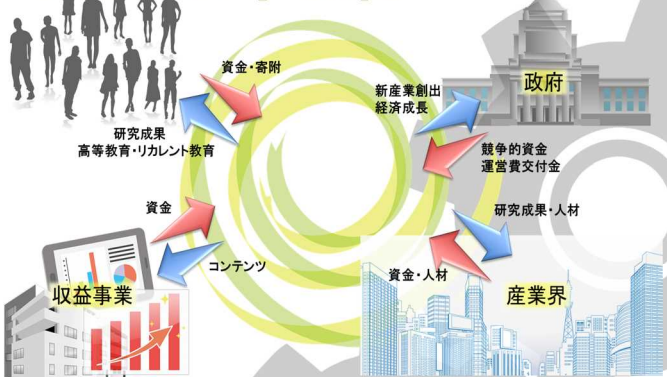 資金・寄附
新産業創出
経済成長
政府
研究成果
高等教育・リカレント教育
競争的資金
運営費交付金
資金
研究成果・人材
コンテンツ
資金・人材
収益事業
産業界